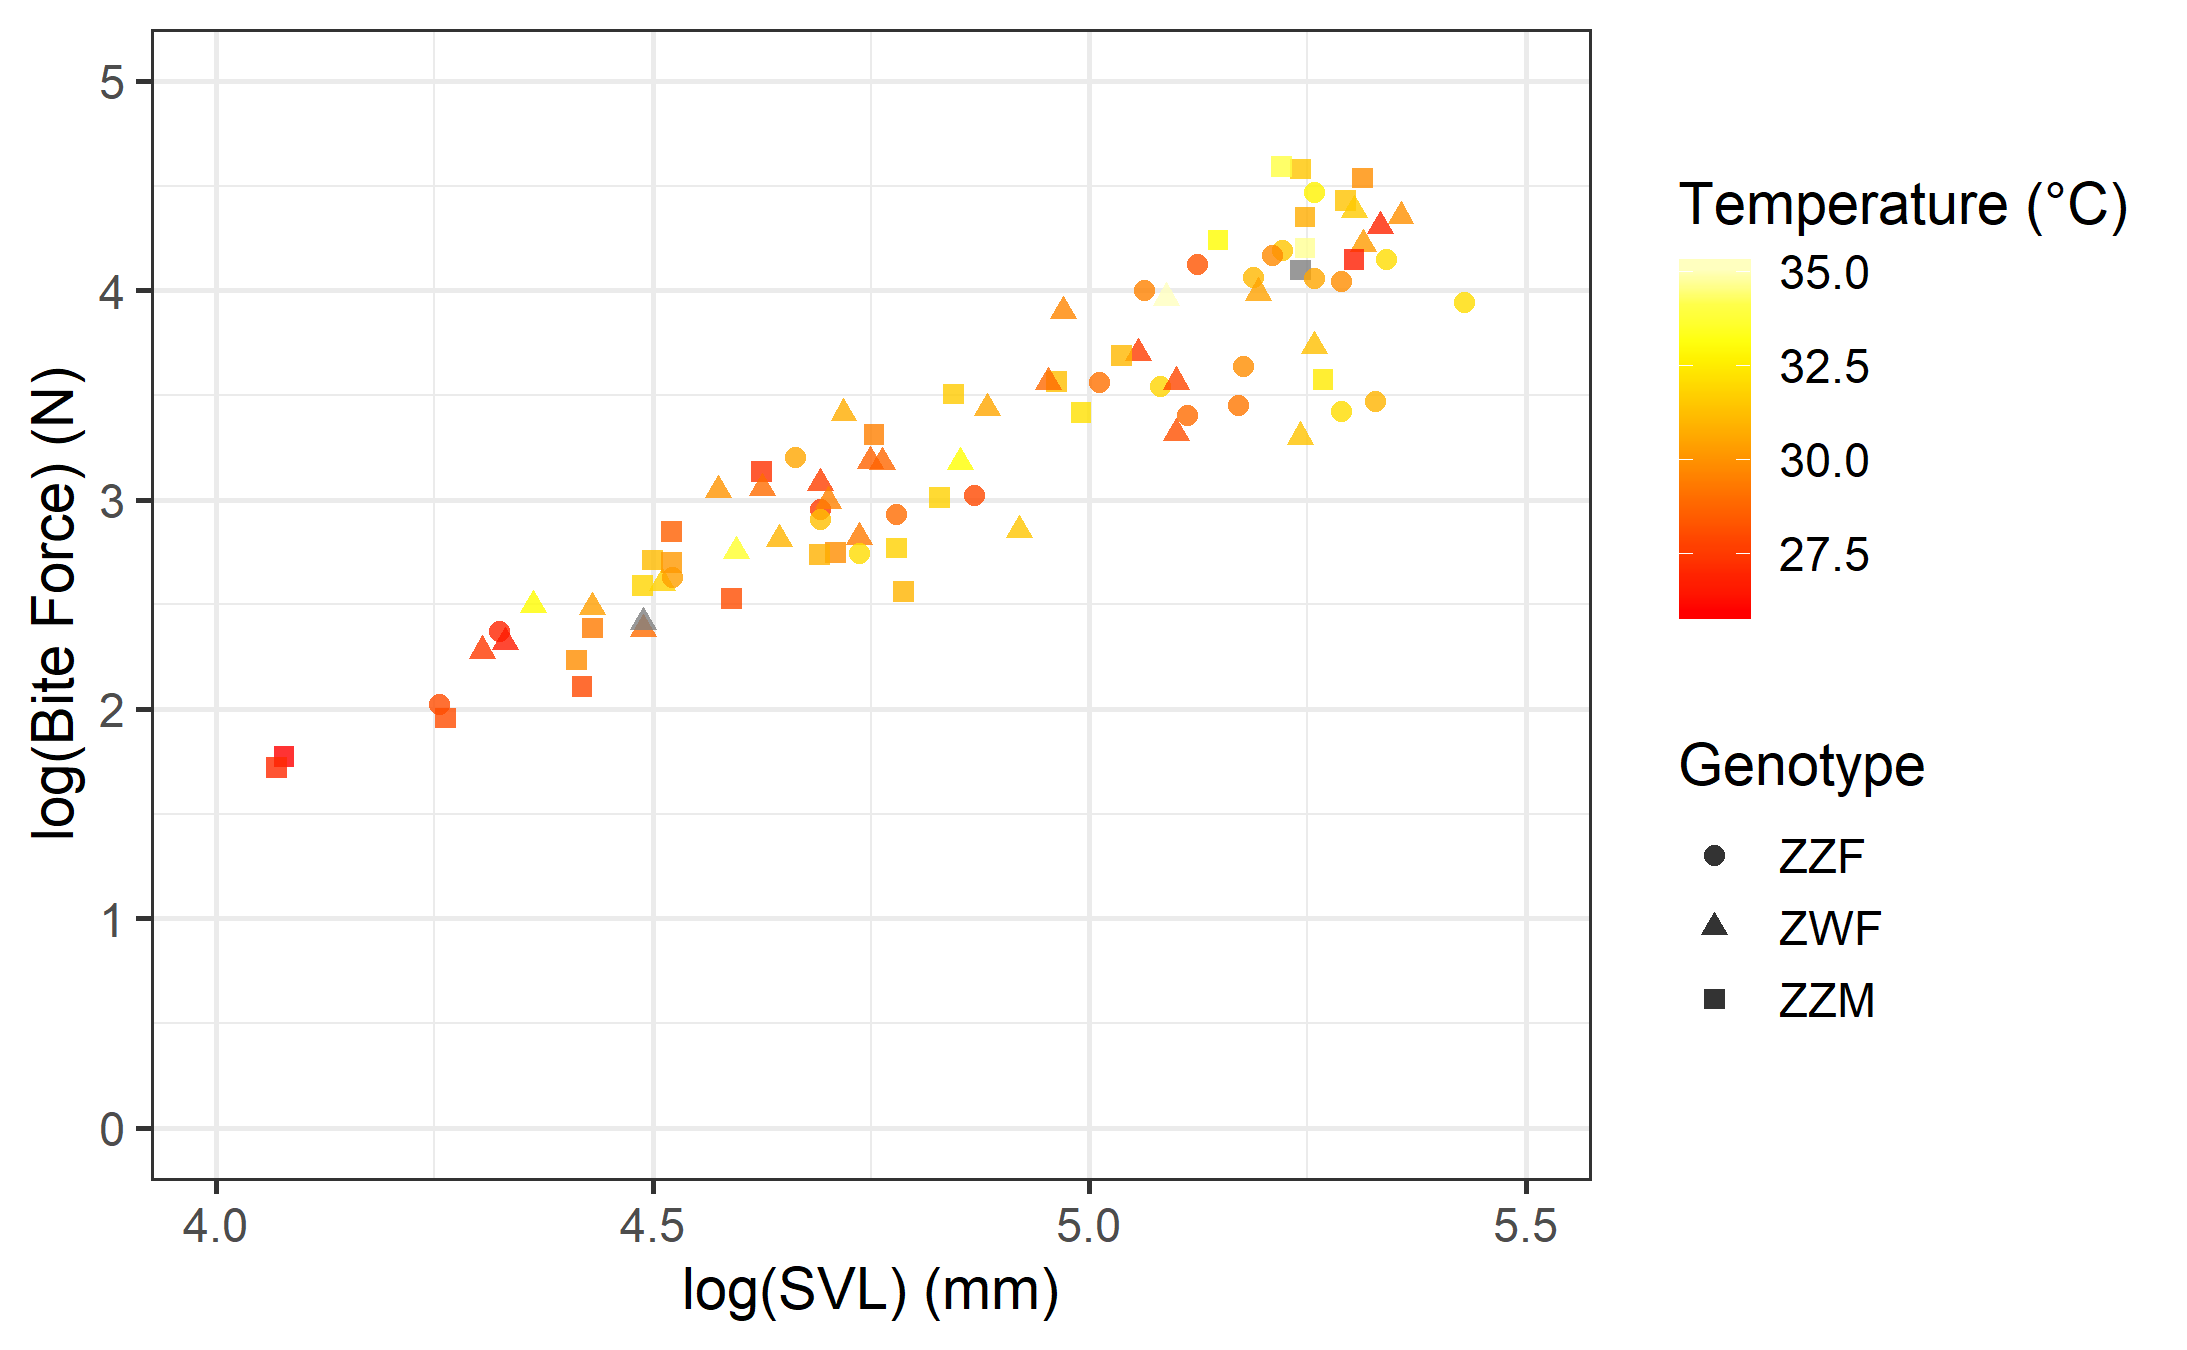 log(Bite Force) (N)
5
4
3
2
1
0
4.0 4.5 5.0 5.5
log(SVL) (mm)
Temperature (°C)
35.0
32.5
30.0
27.5
Genotype
ZZF
ZWF
ZZM